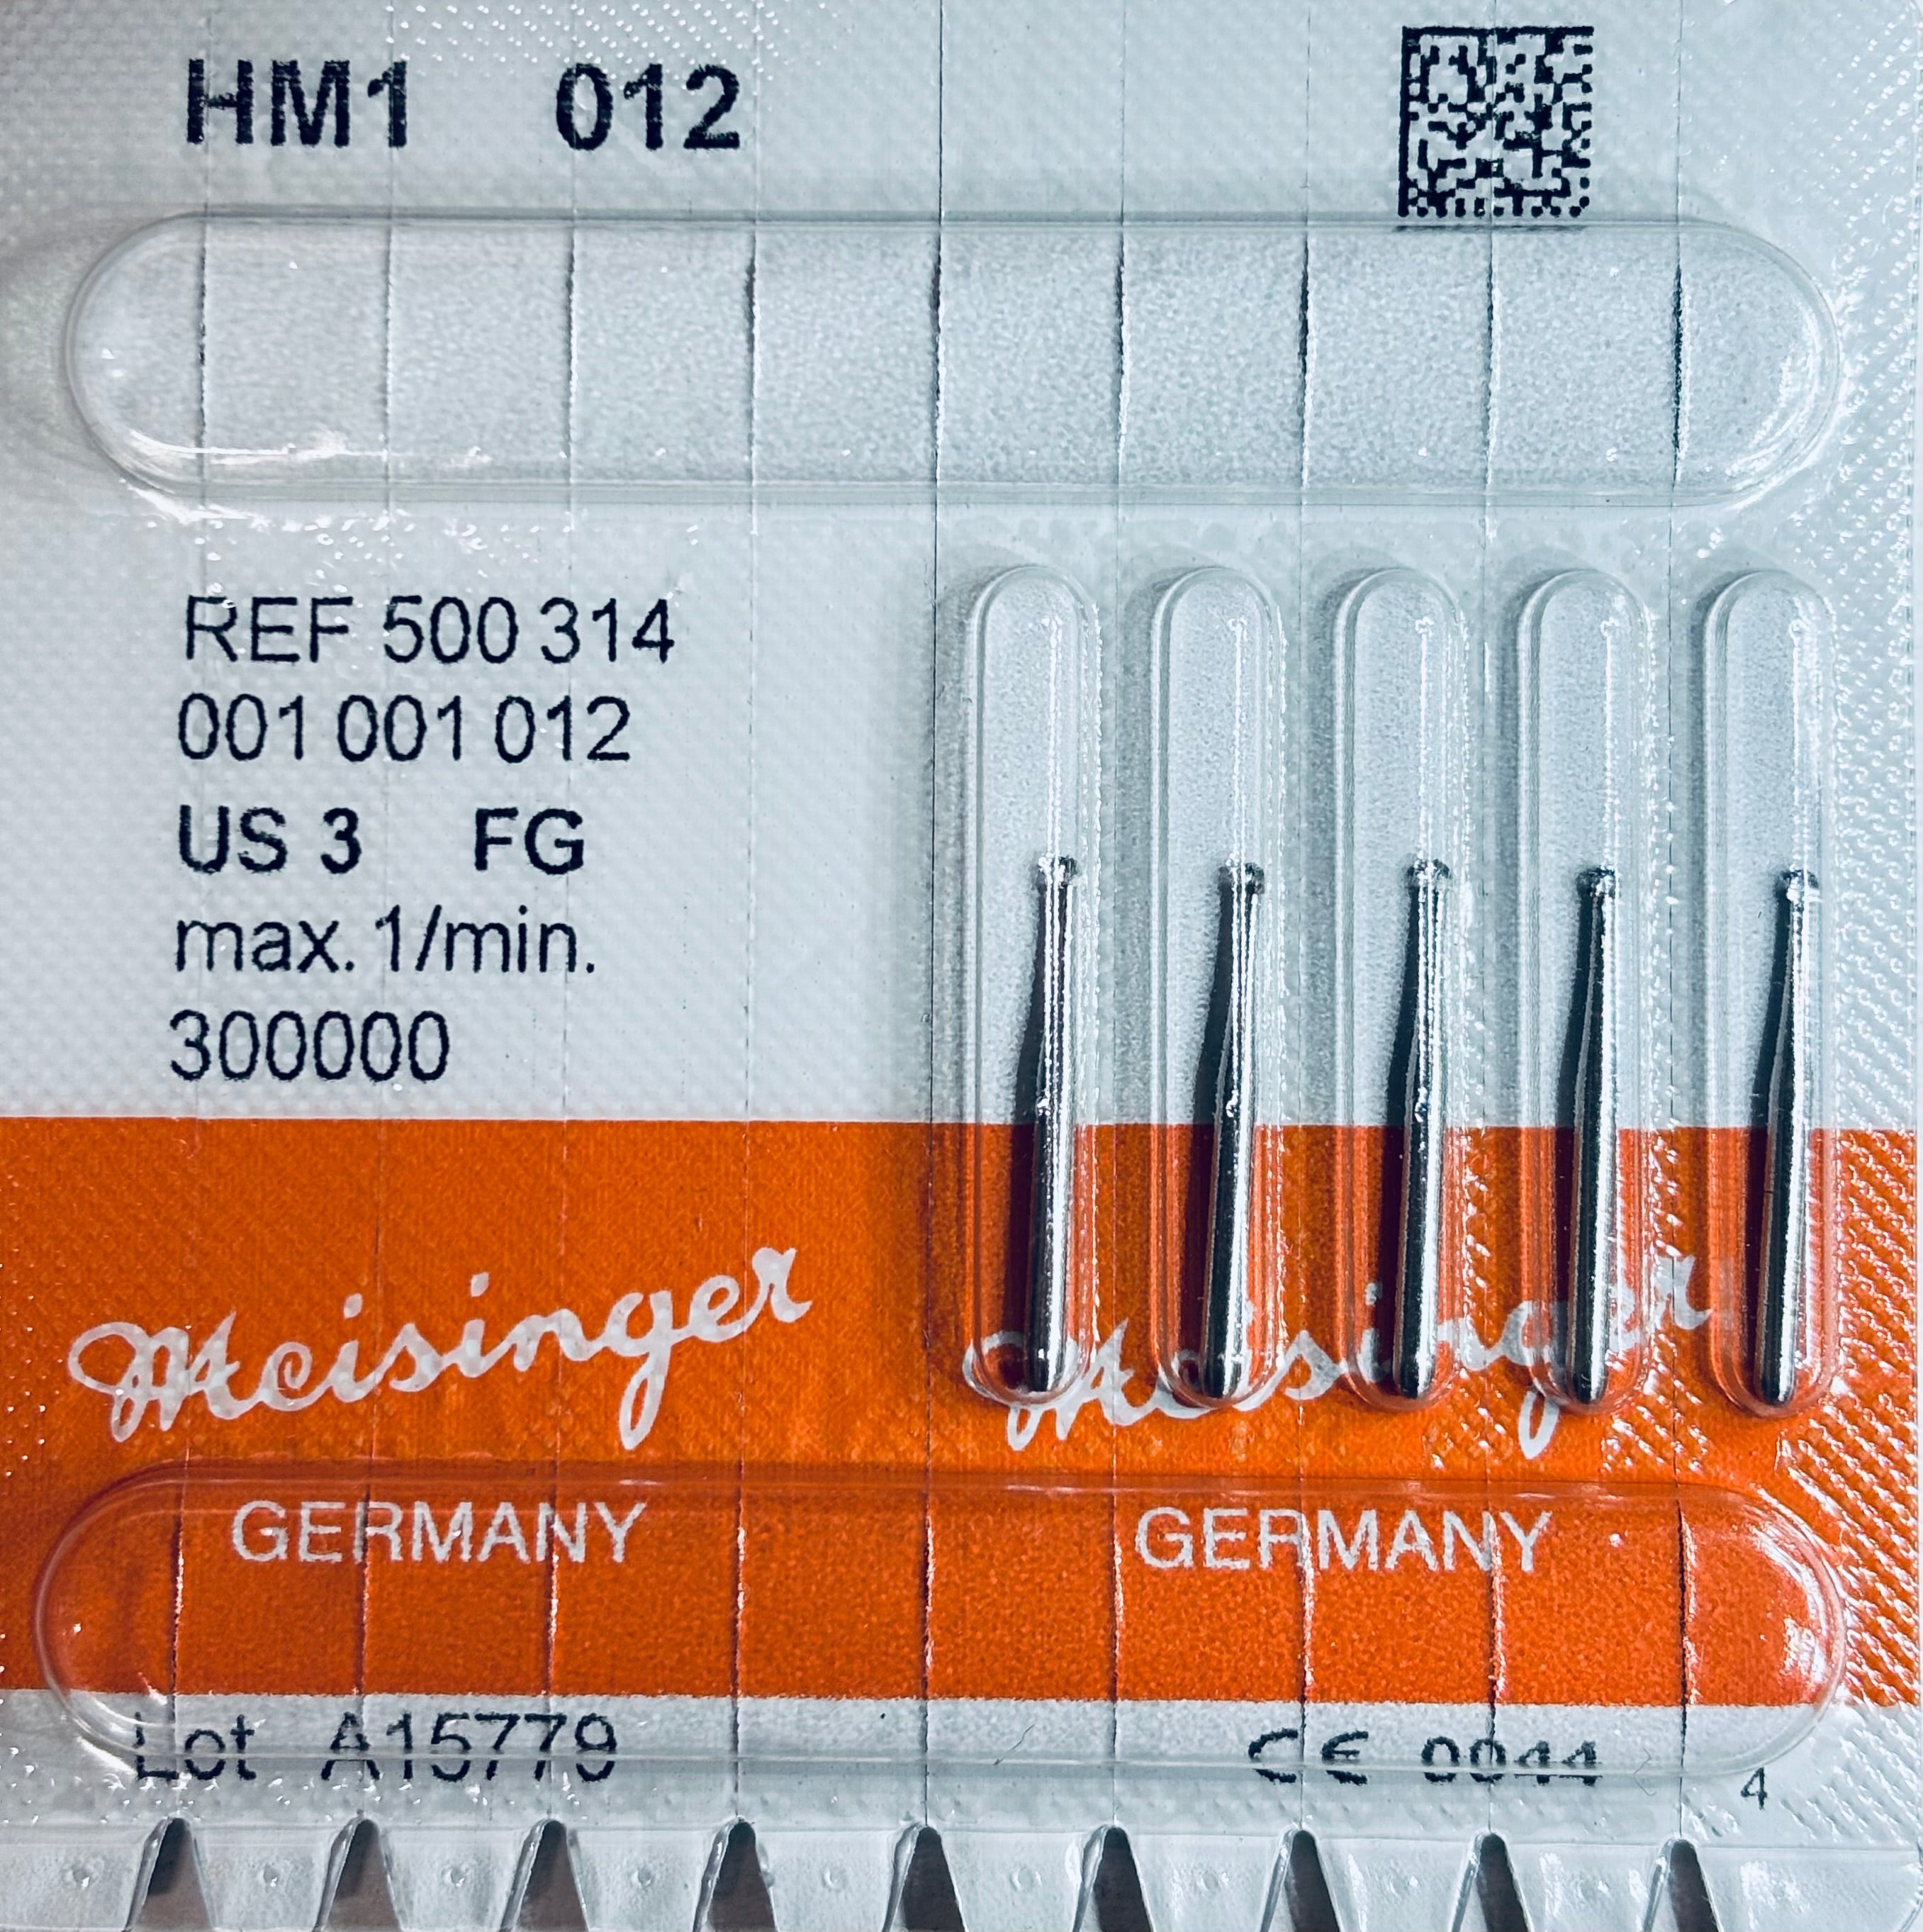 HM1 012
REF 500 314
001 001 012
US 3 FG
max. 1/min.
300000
Meisinger Meisinger
GERMANY GERMANY
Lot A15779 CE 0044
4